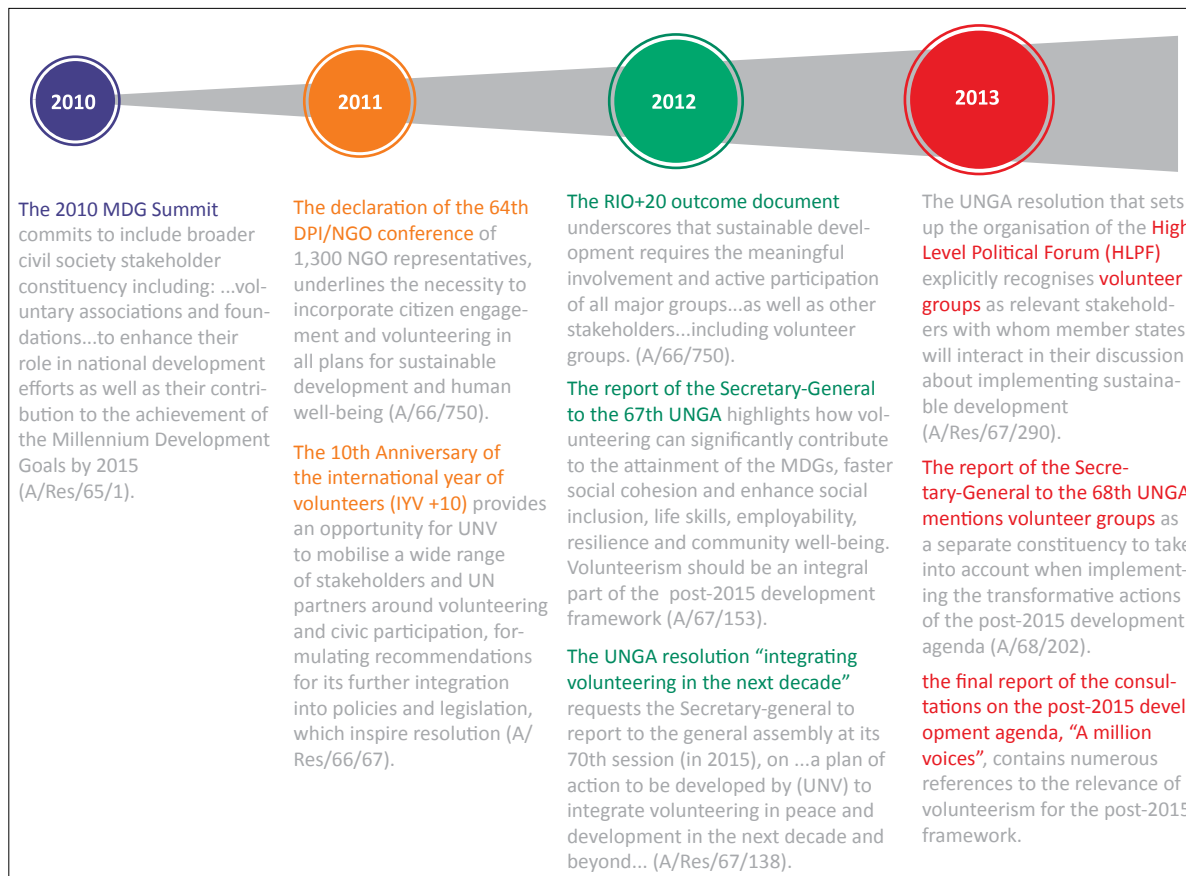 2010
2011
2012
2013
The 2010 MDG Summit
commits to include broader
civil society stakeholder
constituency including: ...vol-
untary associations and foun-
dations...to enhance their
role in national development
efforts as well as their contri-
bution to the achievement of
the Millennium Development
Goals by 2015
(A/Res/65/1).
The declaration of the 64th
DPI/NGO conference of
1,300 NGO representatives,
underlines the necessity to
incorporate citizen engage-
ment and volunteering in
all plans for sustainable
development and human
well-being (A/66/750).
The 10th Anniversary of
the international year of
volunteers (IYV +10) provides
an opportunity for UNV
to mobilise a wide range
of stakeholders and UN
partners around volunteering
and civic participation, for-
mulating recommendations
for its further integration
into policies and legislation,
which inspire resolution (A/
Res/66/67).
The RIO+20 outcome document
underscores that sustainable devel-
opment requires the meaningful
involvement and active participation
of all major groups...as well as other
stakeholders...including volunteer
groups. (A/66/750).
The report of the Secretary-General
to the 67th UNGA highlights how vol-
unteering can significantly contribute
to the attainment of the MDGs, faster
social cohesion and enhance social
inclusion, life skills, employability,
resilience and community well-being.
Volunteerism should be an integral
part of the post-2015 development
framework (A/67/153).
The UNGA resolution “integrating
volunteering in the next decade”
requests the Secretary-general to
report to the general assembly at its
70th session (in 2015), on ...a plan of
action to be developed by (UNV) to
integrate volunteering in peace and
development in the next decade and
beyond... (A/Res/67/138).
The UNGA resolution that sets
up the organisation of the High
Level Political Forum (HLPF)
explicitly recognises volunteer
groups as relevant stakehold-
ers with whom member states
will interact in their discussion
about implementing sustaina-
ble development
(A/Res/67/290).
The report of the Secre-
tary-General to the 68th UNGA
mentions volunteer groups as
a separate constituency to take
into account when implement-
ing the transformative actions
of the post-2015 development
agenda (A/68/202).
the final report of the consul-
tations on the post-2015 devel-
opment agenda, “A million
voices”, contains numerous
references to the relevance of
volunteerism for the post-2015
framework.